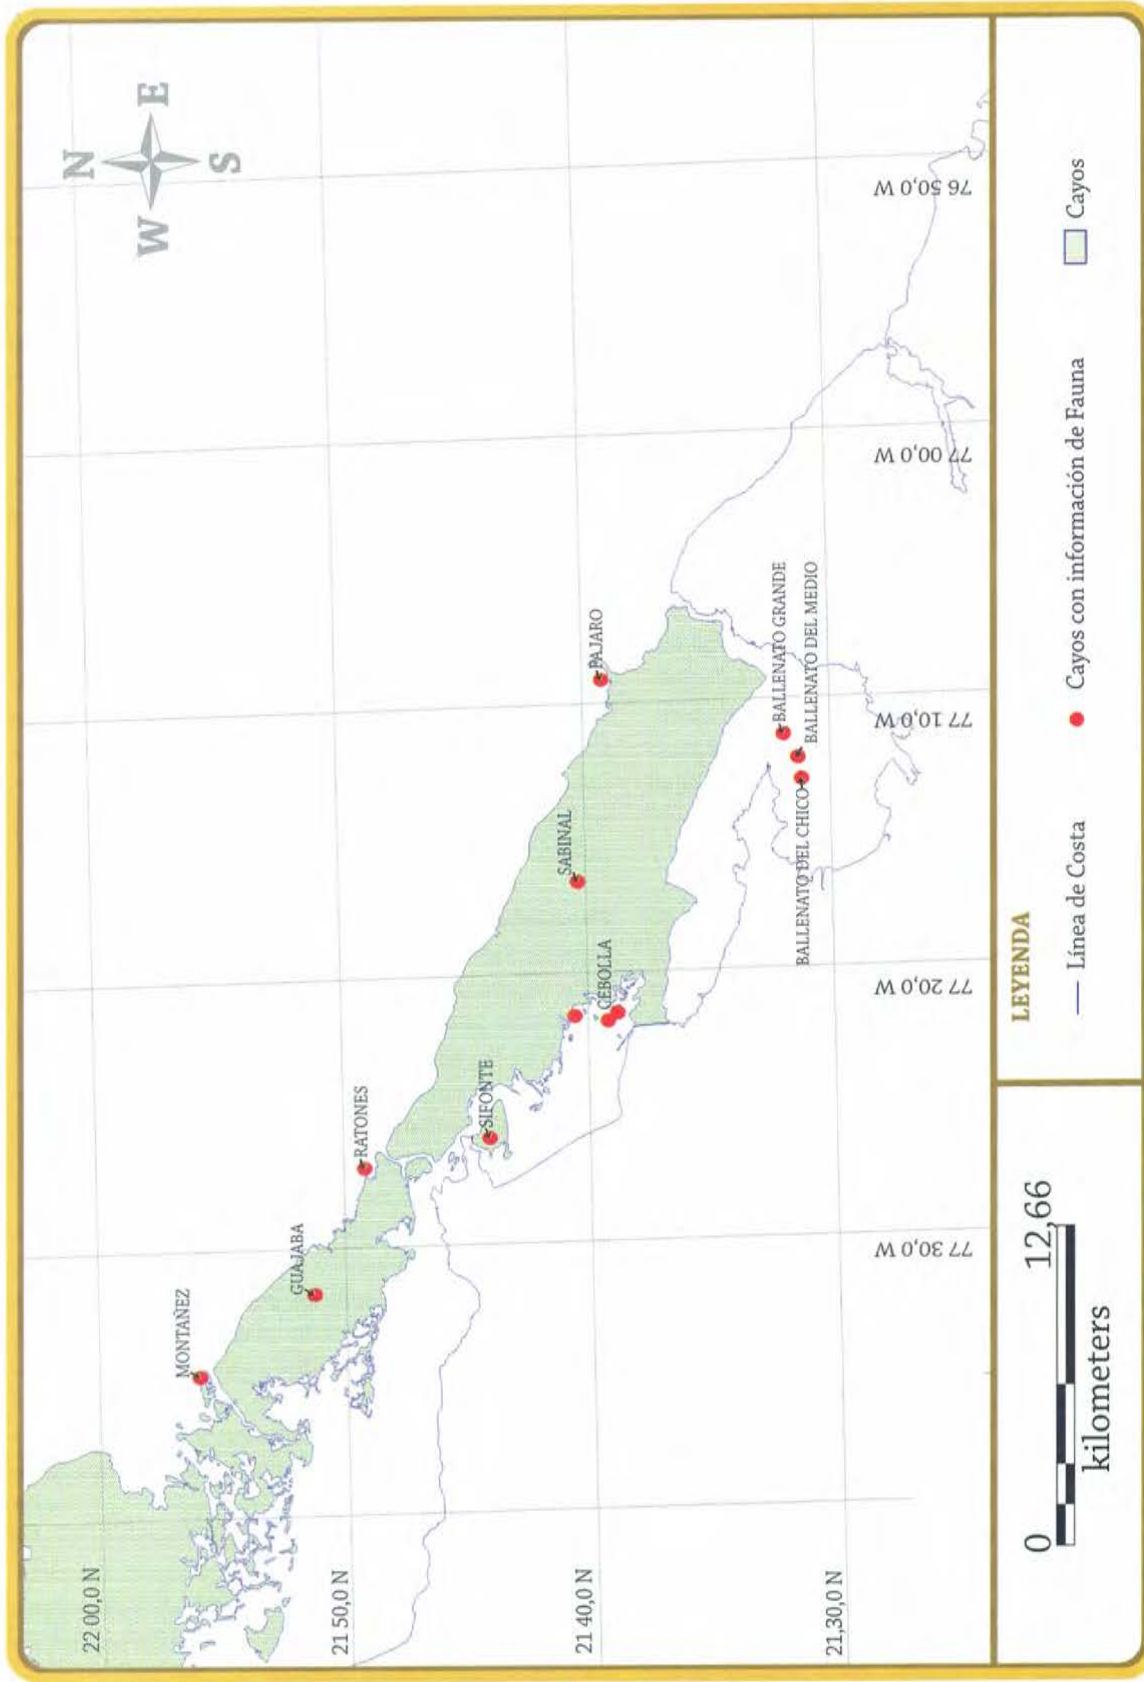 N
W
E
S
22 00,0 N
21 50,0 N
21 40,0 N
21,30,0 N
MONTAÑEZ
GUAJABA
RATONES
SIFONTE
CEBOLLA
SABINAL
PAJARO
BALLENATO GRANDE
BALLENATO DEL MEDIO
BALLENATO DEL CHICO
77 30,0 W
77 20,0 W
77 10,0 W
77 00,0 W
76 50,0 W
0
12,66
kilometers
LEYENDA
Línea de Costa
Cayos con información de Fauna
Cayos